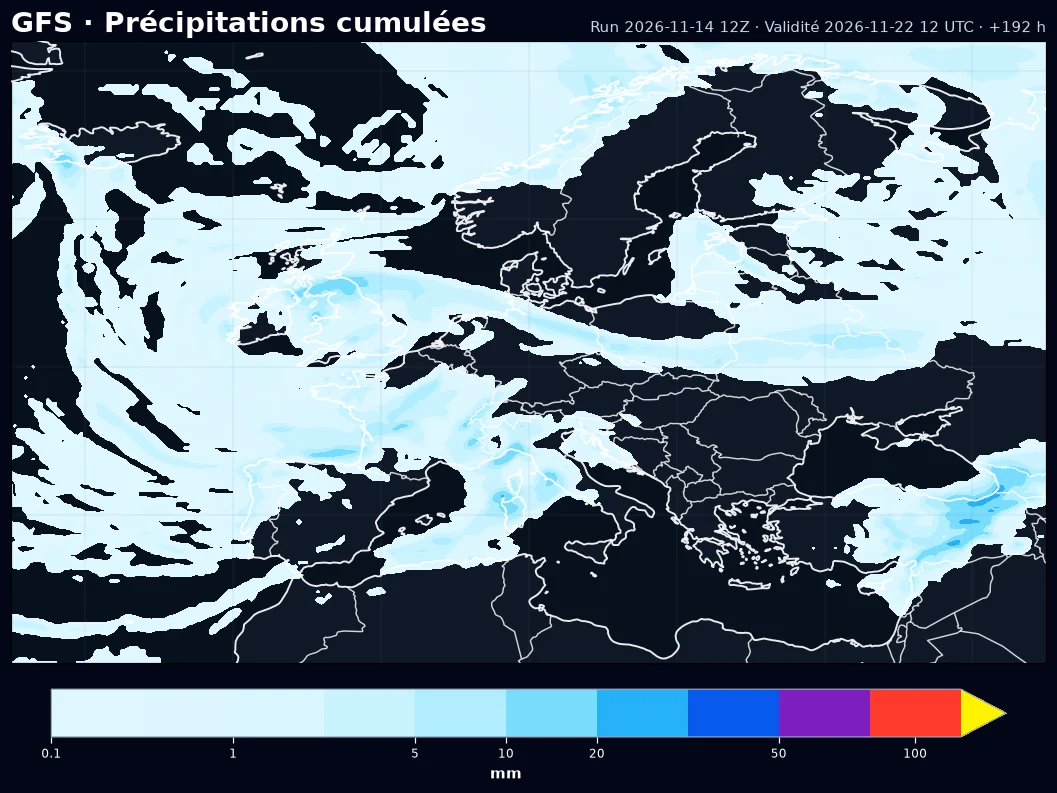 GFS · Précipitations cumulées
Run 2026-11-14 12Z · Validité 2026-11-22 12 UTC · +192 h
0.1 1 5 10 20 50 100
mm